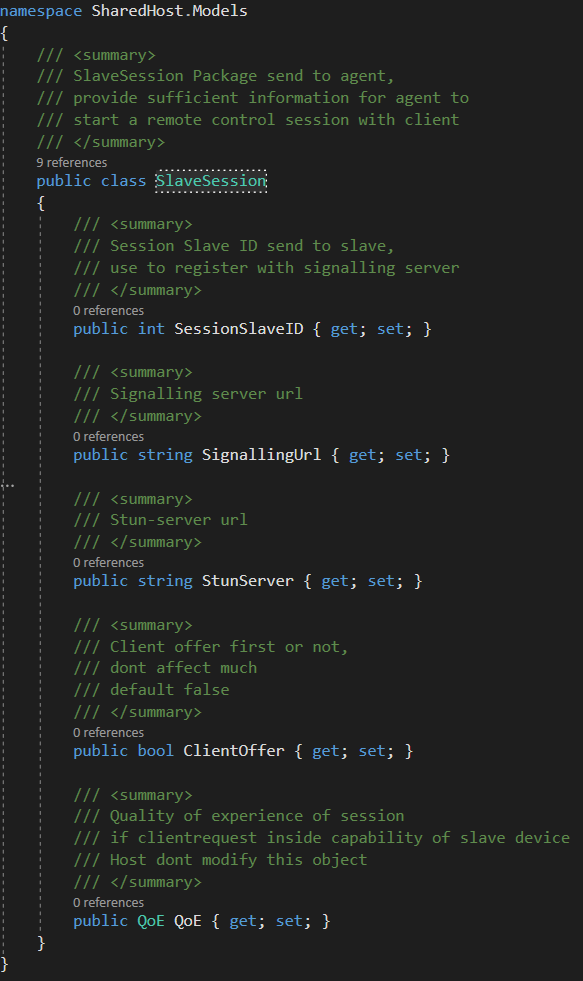 namespace SharedHost.Models
{
/// <summary>
/// SlaveSession Package send to agent,
/// provide sufficient information for agent to
/// start a remote control session with client
/// </summary>
9 references
public class SlaveSession
{
/// <summary>
/// Session Slave ID send to slave,
/// use to register with signalling server
/// </summary>
0 references
public int SessionSlaveID { get; set; }
/// <summary>
/// Signalling server url
/// </summary>
0 references
public string SignallingUrl { get; set; }
...
/// <summary>
/// Stun-server url
/// </summary>
0 references
public string StunServer { get; set; }
/// <summary>
/// Client offer first or not,
/// dont affect much
/// default false
/// </summary>
0 references
public bool ClientOffer { get; set; }
/// <summary>
/// Quality of experience of session
/// if clientrequest inside capability of slave device
/// Host dont modify this object
/// </summary>
0 references
public QoE QoE { get; set; }
}
}